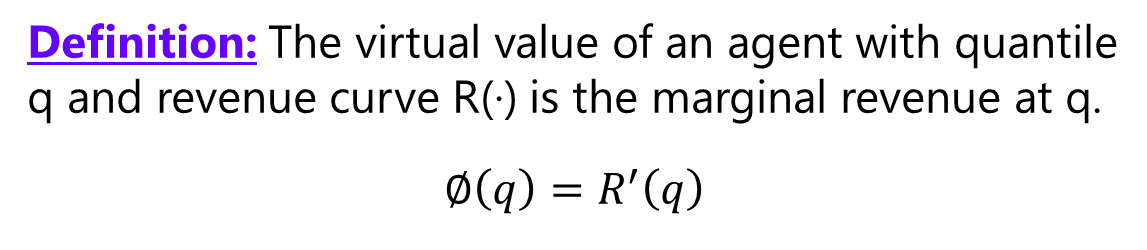 Definition: The virtual value of an agent with quantile
q and revenue curve R(·) is the marginal revenue at q.
∅(q) = R′(q)